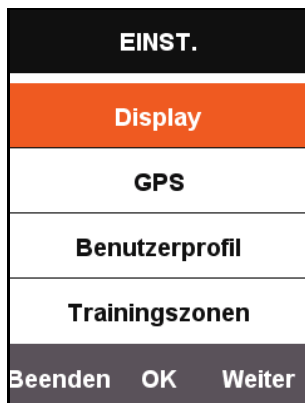 EINST.
Display
GPS
Benutzerprofil
Trainingszonen
Beenden OK Weiter